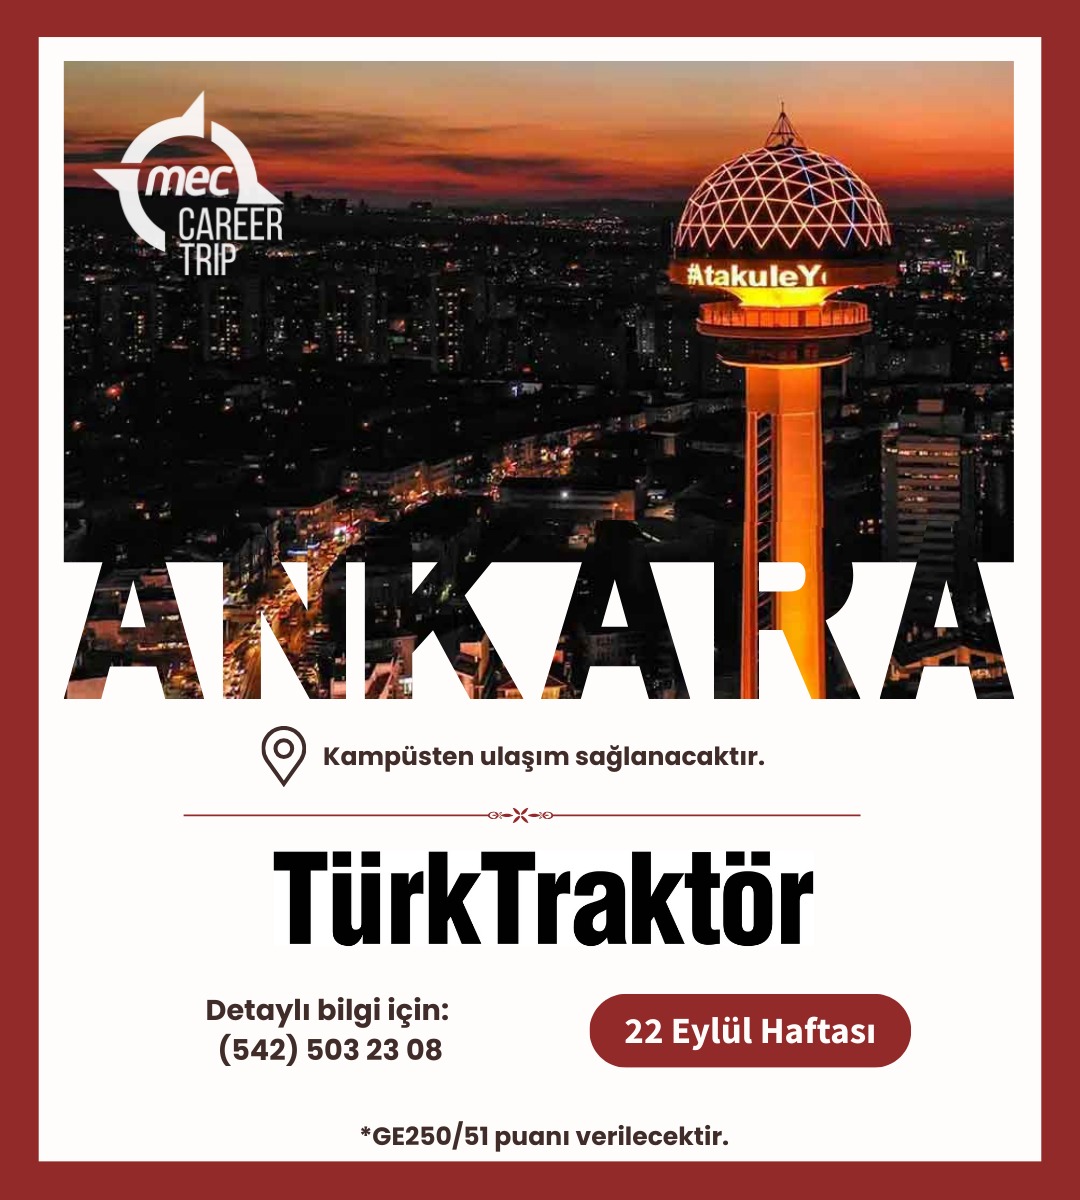 mec
CAREER
TRIP
#AtakuleY
ANKARA
Kampüsten ulaşım sağlanacaktır.
TürkTraktör
Detaylı bilgi için:
(542) 503 23 08
22 Eylül Haftası
*GE250/51 puanı verilecektir.